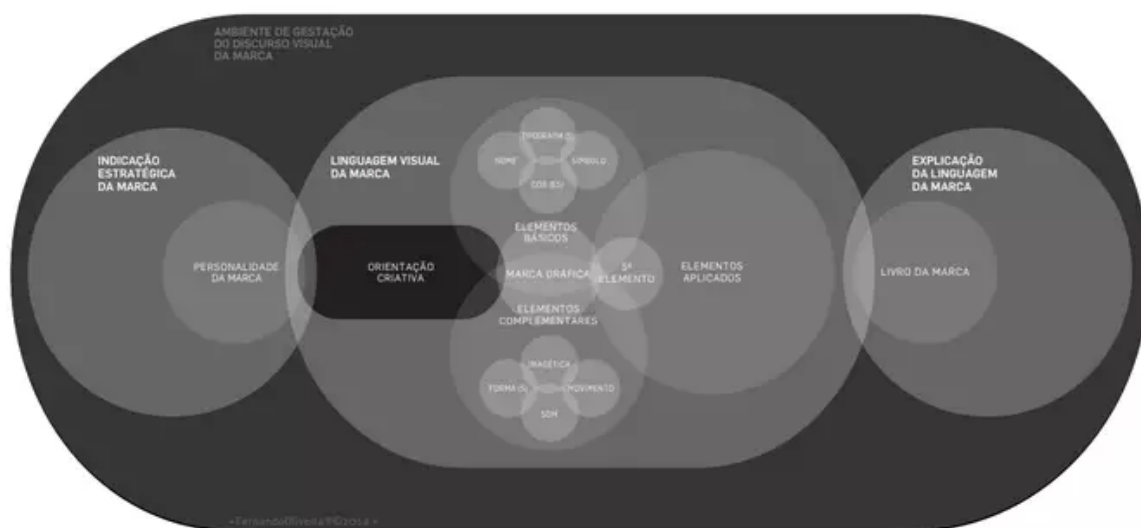 AMBIENTE DE GESTAÇÃO
DO DISCURSO VISUAL
DA MARCA
INDICAÇÃO
ESTRATÉGICA
DA MARCA
PERSONALIDADE
DA MARCA
LINGUAGEM VISUAL
DA MARCA
ORIENTAÇÃO
CRIATIVA
TIPOGRAFIA (S)
NOME
SÍMBOLO
COR (ES)
ELEMENTOS
BÁSICOS
MARCA GRÁFICA
5º
ELEMENTO
ELEMENTOS
COMPLEMENTARES
IMAGÉTICA
FORMA (S)
MOVIMENTO
SOM
ELEMENTOS
APLICADOS
EXPLICAÇÃO
DA LINGUAGEM
DA MARCA
LIVRO DA MARCA